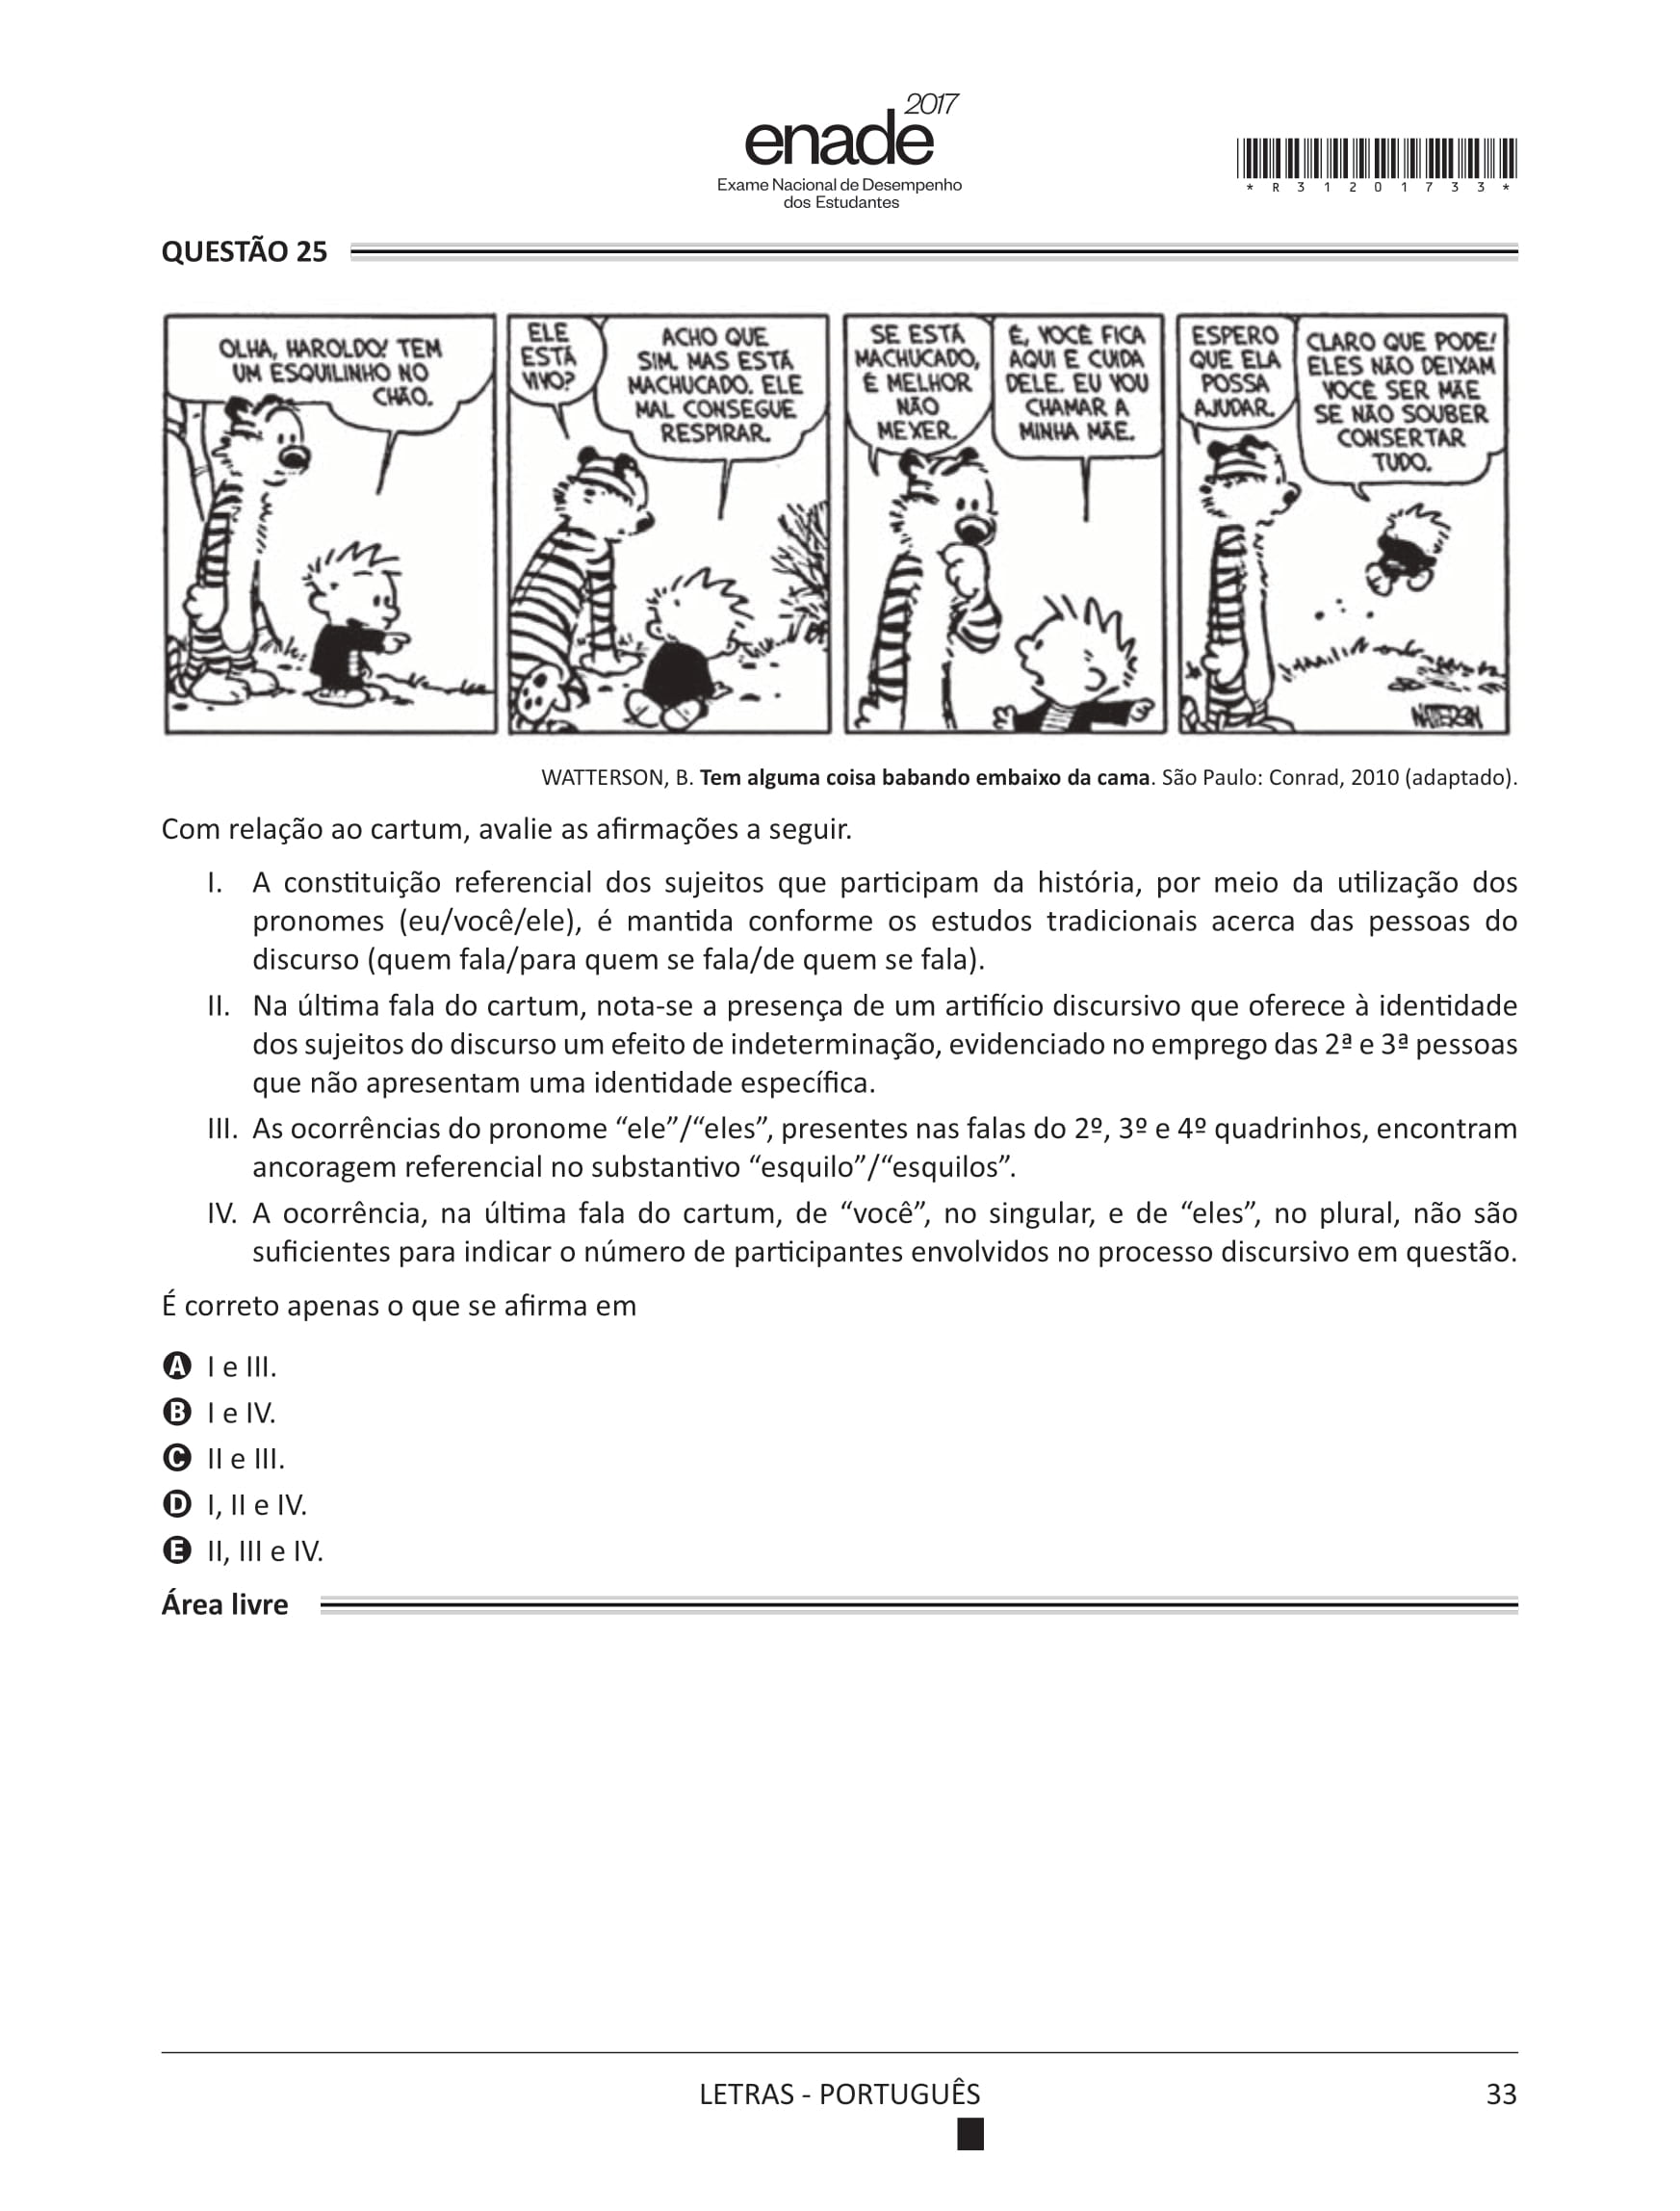 2017
enade
Exame Nacional de Desempenho
dos Estudantes
* R 3 1 2 0 1 7 3 3 *
QUESTÃO 25
OLHA, HAROLDO! TEM
UM ESQUILINHO NO
CHÃO.
ELE
ESTÁ
VIVO?
ACHO QUE
SIM. MAS ESTÁ
MACHUCADO. ELE
MAL CONSEGUE
RESPIRAR.
SE ESTÁ
MACHUCADO,
É MELHOR
NÃO
MEXER.
É, VOCÊ FICA
AQUI E CUIDA
DELE. EU VOU
CHAMAR A
MINHA MÃE.
ESPERO
QUE ELA
POSSA
AJUDAR.
CLARO QUE PODE!
ELES NÃO DEIXAM
VOCÊ SER MÃE
SE NÃO SOUBER
CONSERTAR
TUDO.
WATTERSON
WATTERSON, B. Tem alguma coisa babando embaixo da cama. São Paulo: Conrad, 2010 (adaptado).
Com relação ao cartum, avalie as afirmações a seguir.
I. A constituição referencial dos sujeitos que participam da história, por meio da utilização dos
pronomes (eu/você/ele), é mantida conforme os estudos tradicionais acerca das pessoas do
discurso (quem fala/para quem se fala/de quem se fala).
II. Na última fala do cartum, nota-se a presença de um artifício discursivo que oferece à identidade
dos sujeitos do discurso um efeito de indeterminação, evidenciado no emprego das 2ª e 3ª pessoas
que não apresentam uma identidade específica.
III. As ocorrências do pronome “ele”/“eles”, presentes nas falas do 2º, 3º e 4º quadrinhos, encontram
ancoragem referencial no substantivo “esquilo”/“esquilos”.
IV. A ocorrência, na última fala do cartum, de “você”, no singular, e de “eles”, no plural, não são
suficientes para indicar o número de participantes envolvidos no processo discursivo em questão.
É correto apenas o que se afirma em
A I e III.
B I e IV.
C II e III.
D I, II e IV.
E II, III e IV.
Área livre
LETRAS - PORTUGUÊS
33